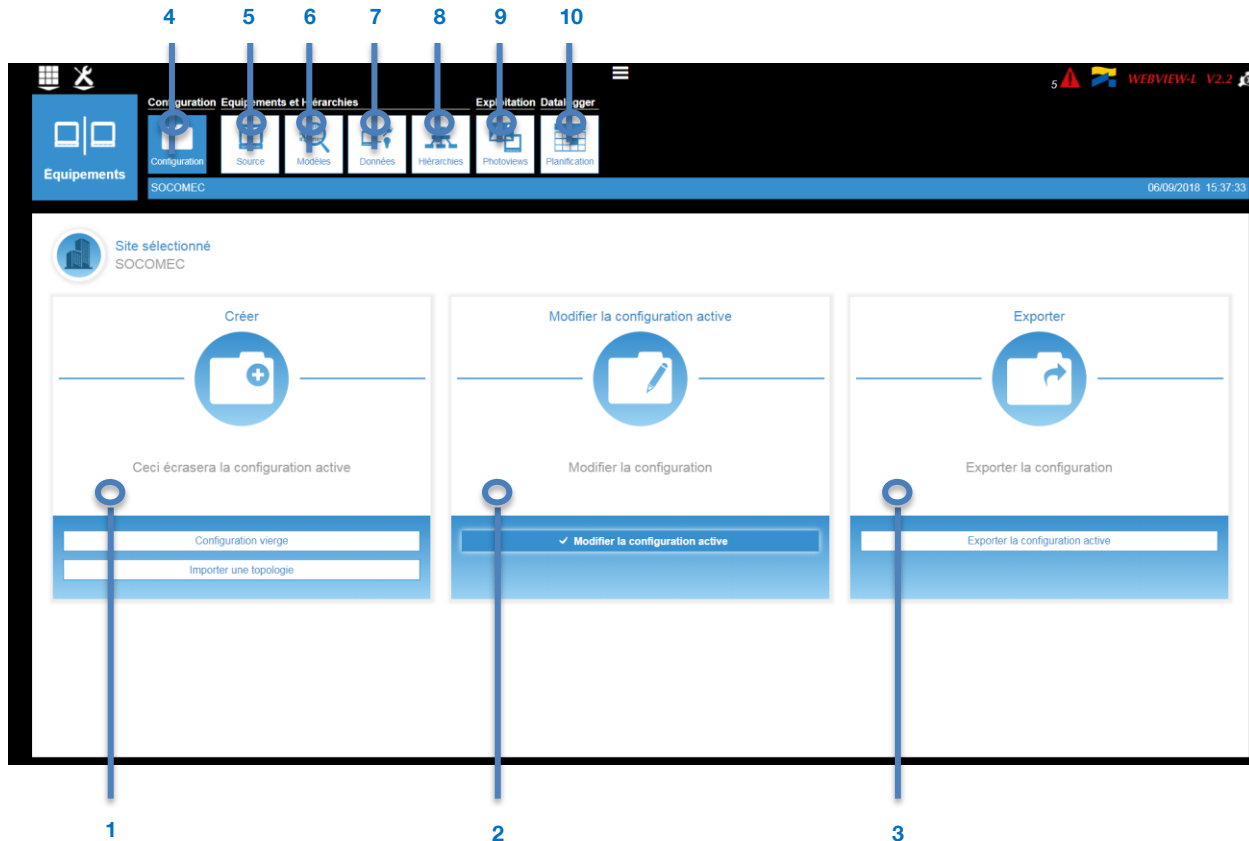 4 5 6 7 8 9 10
5 WEBVIEW-L V2.2
Configuration Equipements et Hiérarchies Exploitation Datalogger
Equipements
Configuration Source Modèles Données Hiérarchies Photoviews Planification
SOCOMEC 06/09/2018 15:37:33
Site sélectionné
SOCOMEC
Créer
Ceci écrasera la configuration active
Configuration vierge
Importer une topologie
Modifier la configuration active
Modifier la configuration
✓ Modifier la configuration active
Exporter
Exporter la configuration
Exporter la configuration active
1 2 3